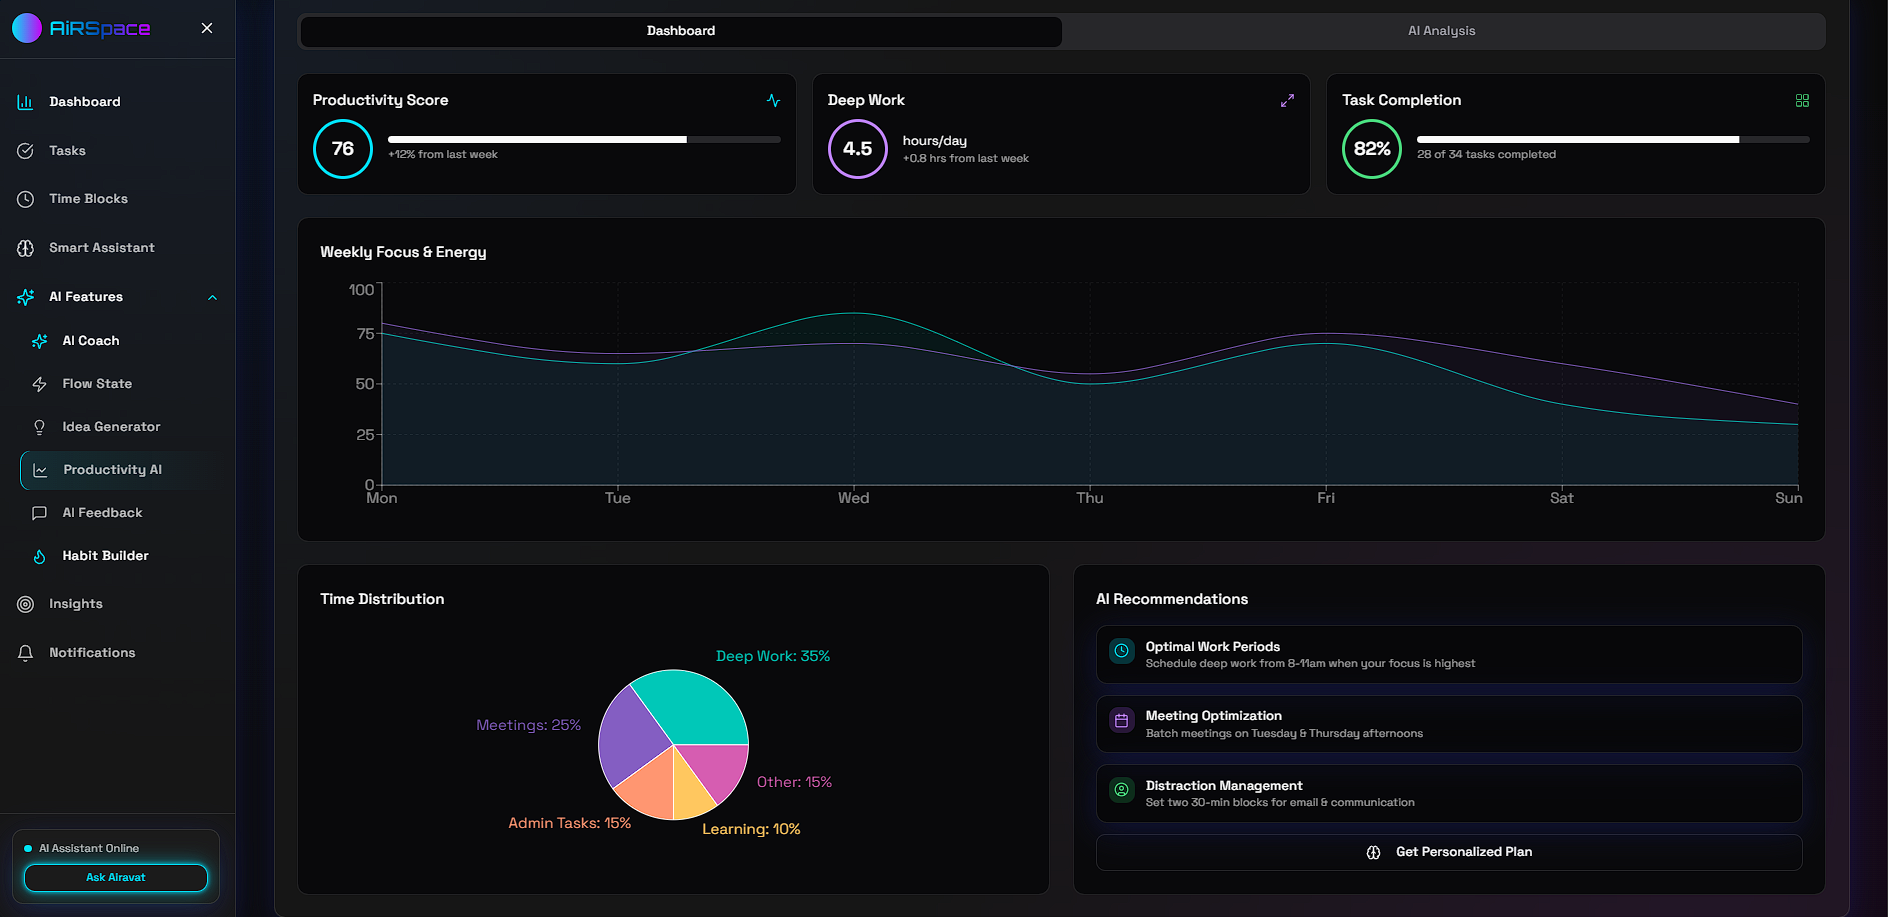 AiRSpace
Dashboard
Tasks
Time Blocks
Smart Assistant
AI Features
AI Coach
Flow State
Idea Generator
Productivity AI
AI Feedback
Habit Builder
Insights
Notifications
AI Assistant Online
Ask Airavat
Dashboard
AI Analysis
Productivity Score
76
+12% from last week
Deep Work
4.5
hours/day
+0.8 hrs from last week
Task Completion
82%
28 of 34 tasks completed
Weekly Focus & Energy
100
75
50
25
0
Mon Tue Wed Thu Fri Sat Sun
Time Distribution
Deep Work: 35%
Meetings: 25%
Other: 15%
Admin Tasks: 15%
Learning: 10%
AI Recommendations
Optimal Work Periods
Schedule deep work from 8-11am when your focus is highest
Meeting Optimization
Batch meetings on Tuesday & Thursday afternoons
Distraction Management
Set two 30-min blocks for email & communication
Get Personalized Plan